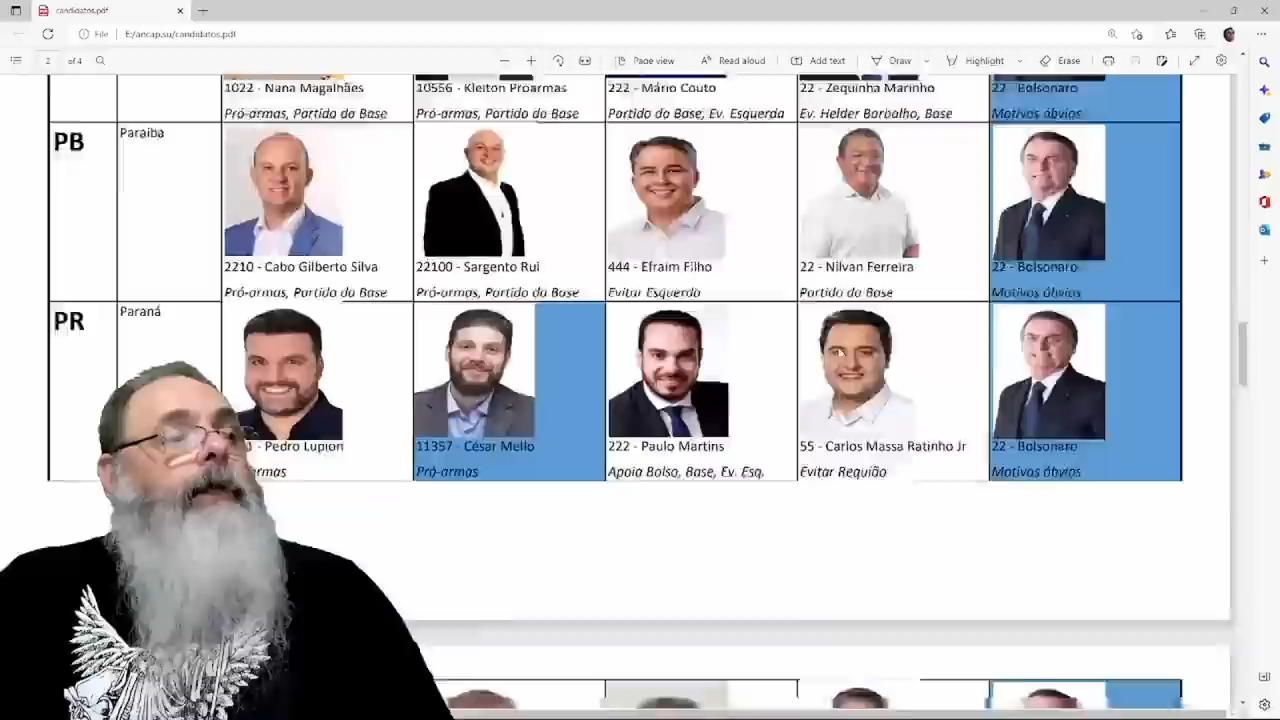 candidatos.pdf
File
E:/ancap.su/candidatos.pdf
2 of 4
Page view
Read aloud
Add text
Draw
Highlight
Erase
1022 - Nana Magalhães
10556 - Kleiton Proarmas
222 - Mário Couto
22 - Zequinha Marinho
22 - Bolsonaro
Pró-armas, Partido da Base
Pró-armas, Partido da Base
Partido da Base, Ev. Esquerda
Ev. Helder Barbalho, Base
Motivos óbvios
PB
Paraíba
2210 - Cabo Gilberto Silva
22100 - Sargento Rui
444 - Efraim Filho
22 - Nilvan Ferreira
22 - Bolsonaro
Pró-armas, Partido da Base
Pró-armas, Partido da Base
Evitar Esquerda
Partido da Base
Motivos óbvios
PR
Paraná
- Pedro Lupion
11357 - César Mello
222 - Paulo Martins
55 - Carlos Massa Ratinho Jr
22 - Bolsonaro
armas
Pró-armas
Apoia Bolso, Base, Ev. Esq.
Evitar Requião
Motivos óbvios